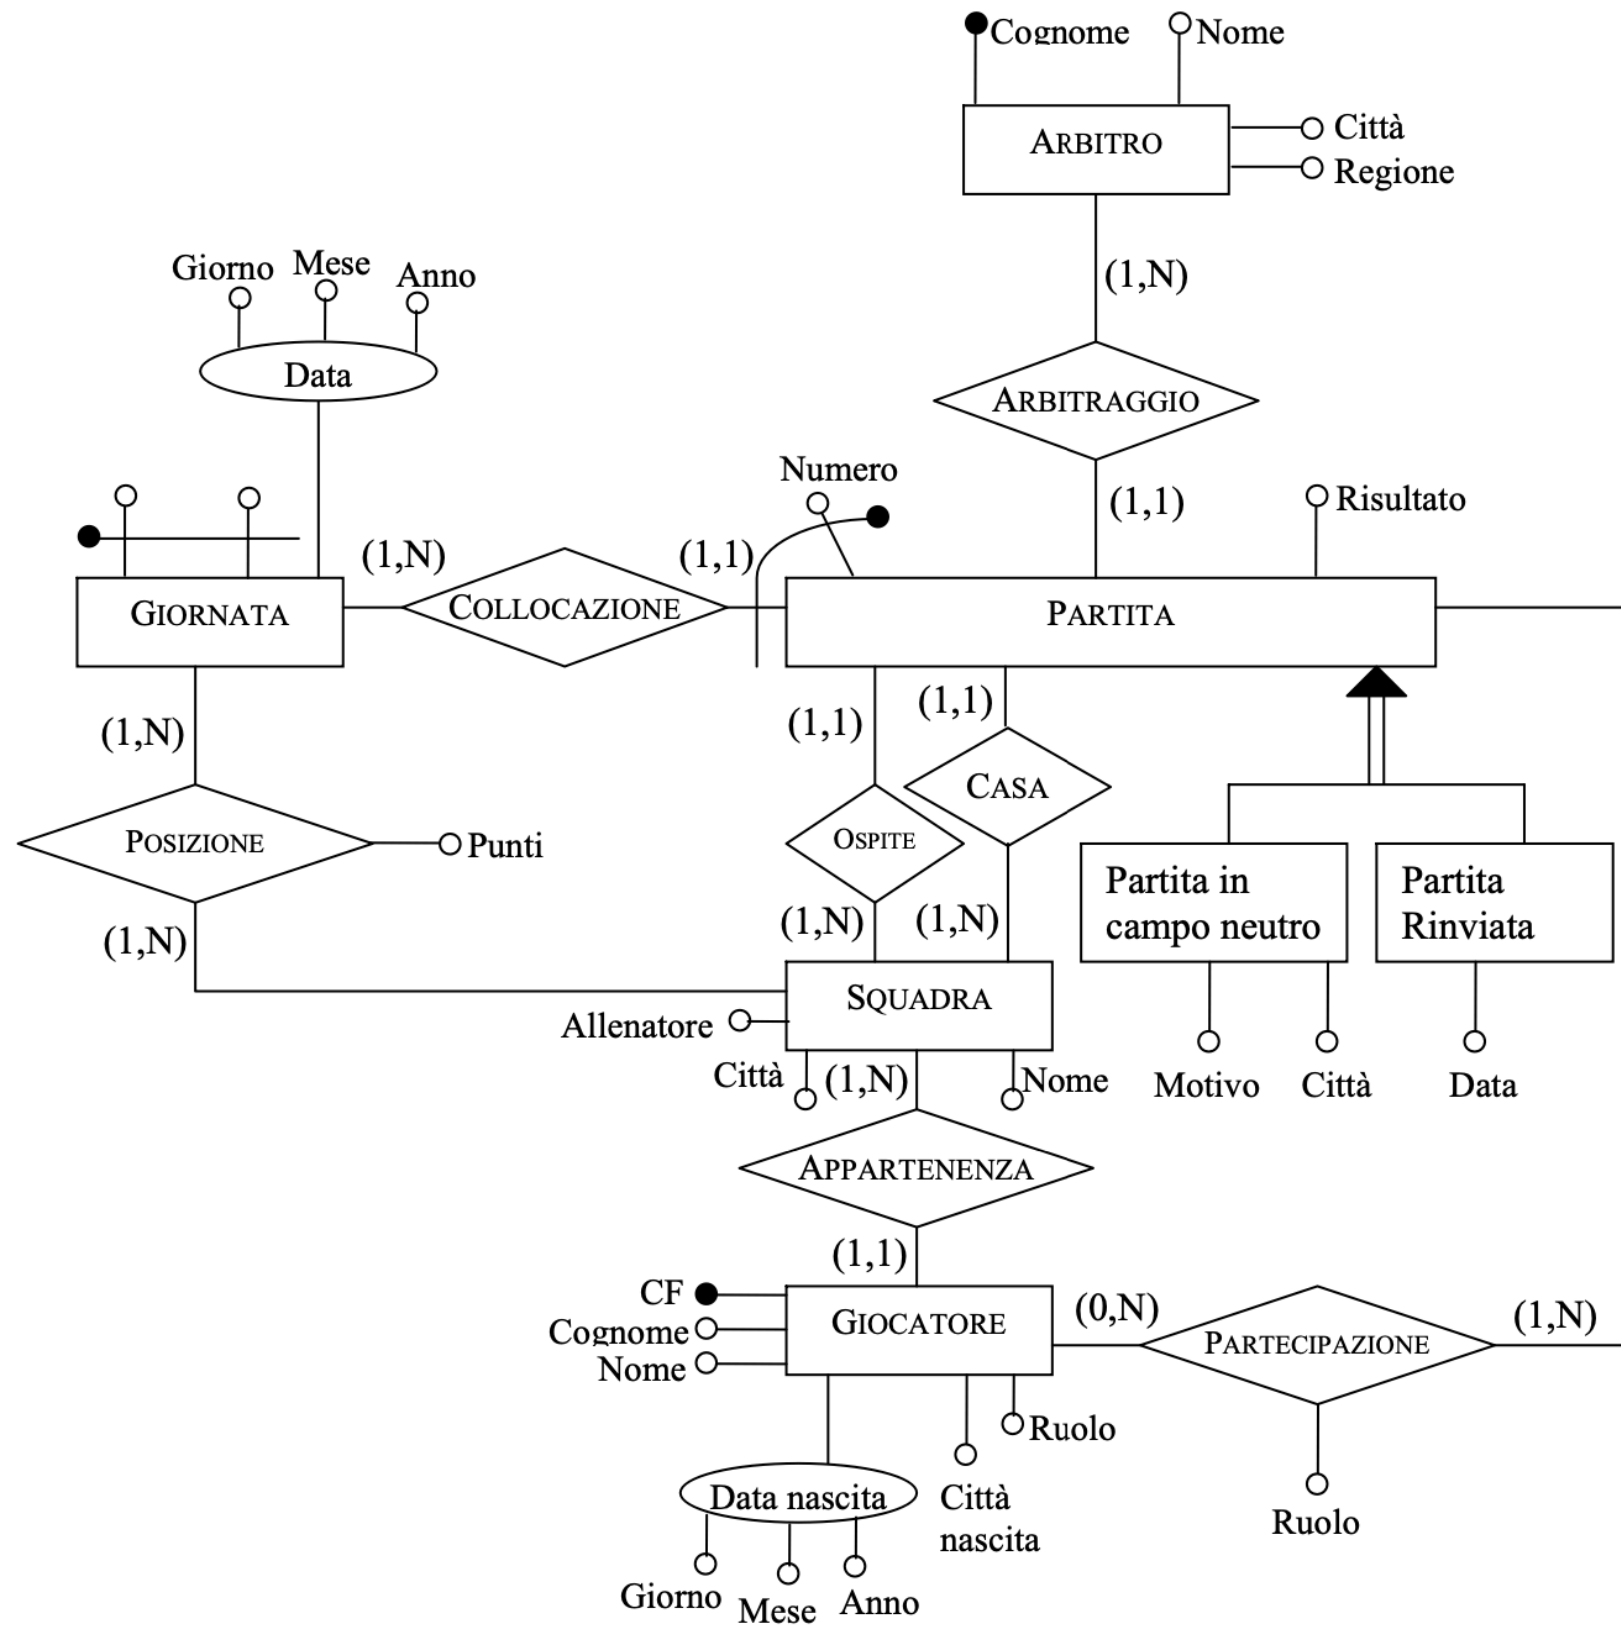 Cognome
Nome
ARBITRO
Città
Regione
(1,N)
Giorno
Mese
Anno
Data
ARBITRAGGIO
Numero
(1,1)
Risultato
(1,N)
(1,1)
GIORNATA
COLLOCAZIONE
PARTITA
(1,N)
(1,1)
(1,1)
POSIZIONE
Punti
OSPITE
CASA
Partita in
campo neutro
Partita
Rinviata
(1,N)
(1,N)
(1,N)
SQUADRA
Allenatore
Città
(1,N)
Nome
Motivo
Città
Data
APPARTENENZA
(1,1)
CF
Cognome
Nome
GIOCATORE
(0,N)
PARTECIPAZIONE
(1,N)
Ruolo
Data nascita
Città
nascita
Ruolo
Giorno
Mese
Anno